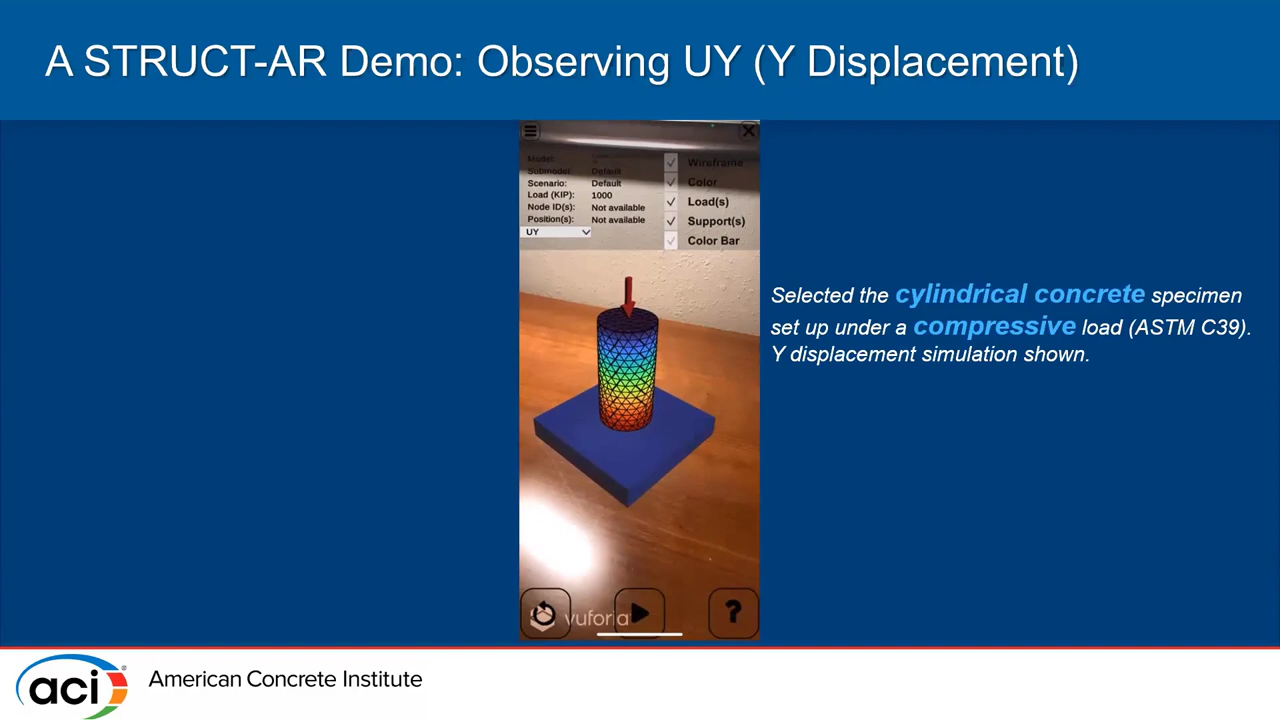 A STRUCT-AR Demo: Observing UY (Y Displacement)
Model:
Submodel: Default
Scenario: Default
Load (KIP): 1000
Node ID(s): Not available
Position(s): Not available
UY
Wireframe
Color
Load(s)
Support(s)
Color Bar
Selected the cylindrical concrete specimen
set up under a compressive load (ASTM C39).
Y displacement simulation shown.
vuforia
?
aci®
American Concrete Institute